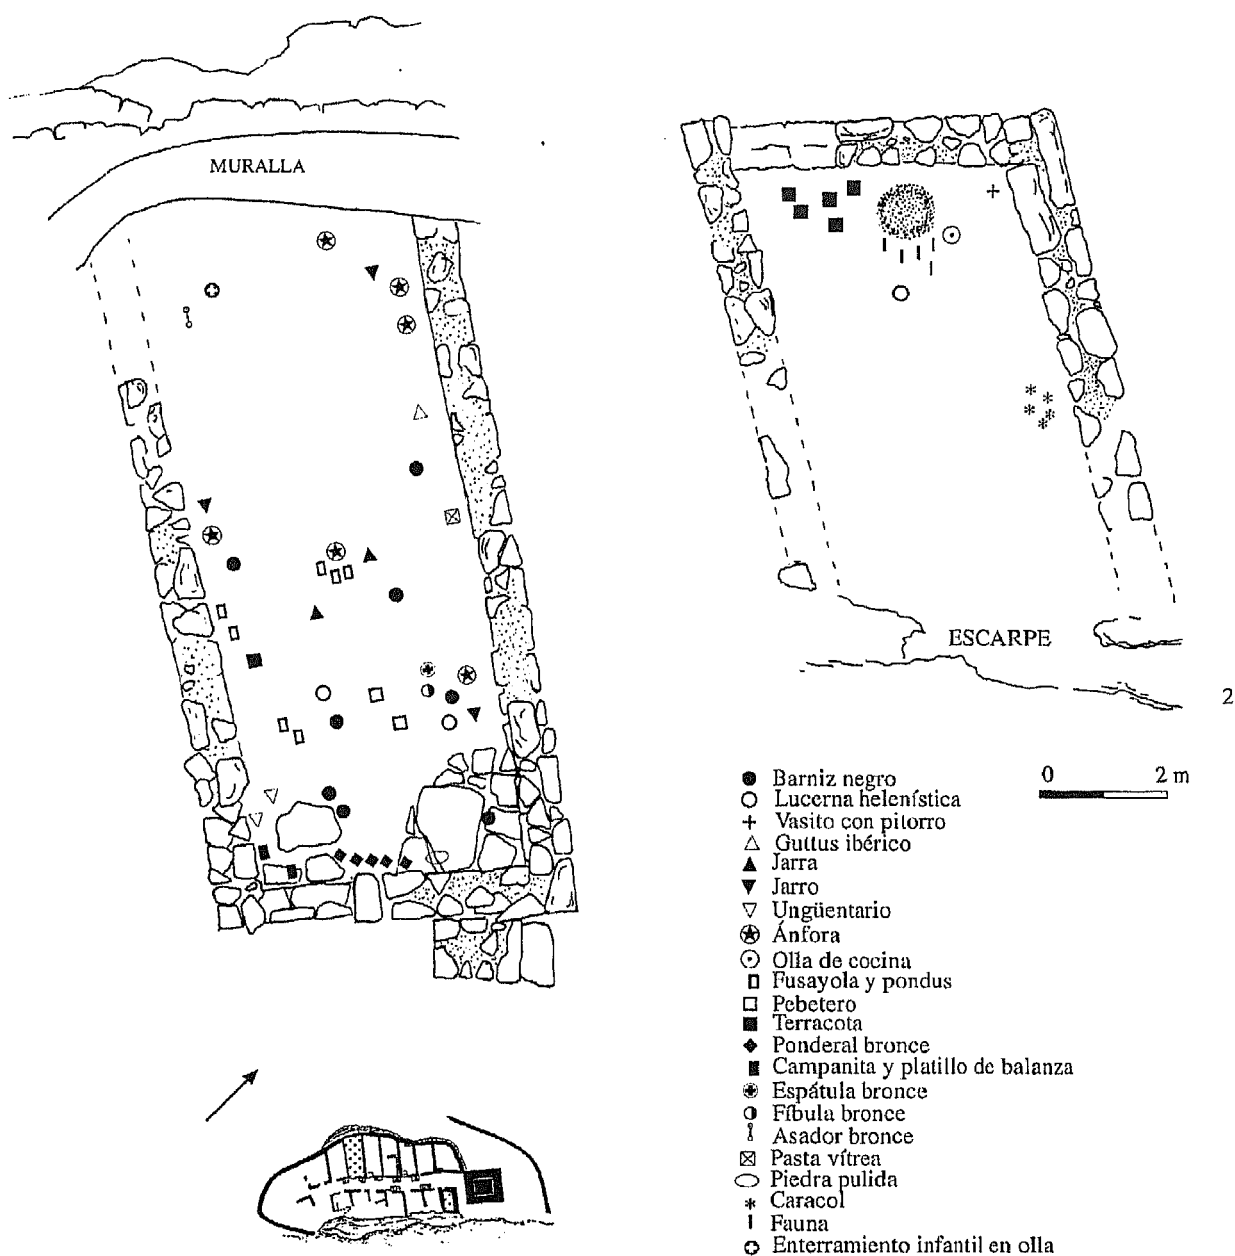 MURALLA
ESCARPE
2
0 2 m
Barniz negro
Lucerna helenística
Vasito con pitorro
Guttus ibérico
Jarra
Jarro
Ungüentario
Ánfora
Olla de cocina
Fusayola y pondus
Pebetero
Terracota
Ponderal bronce
Campanita y platillo de balanza
Espátula bronce
Fíbula bronce
Asador bronce
Pasta vítrea
Piedra pulida
Caracol
Fauna
Enterramiento infantil en olla